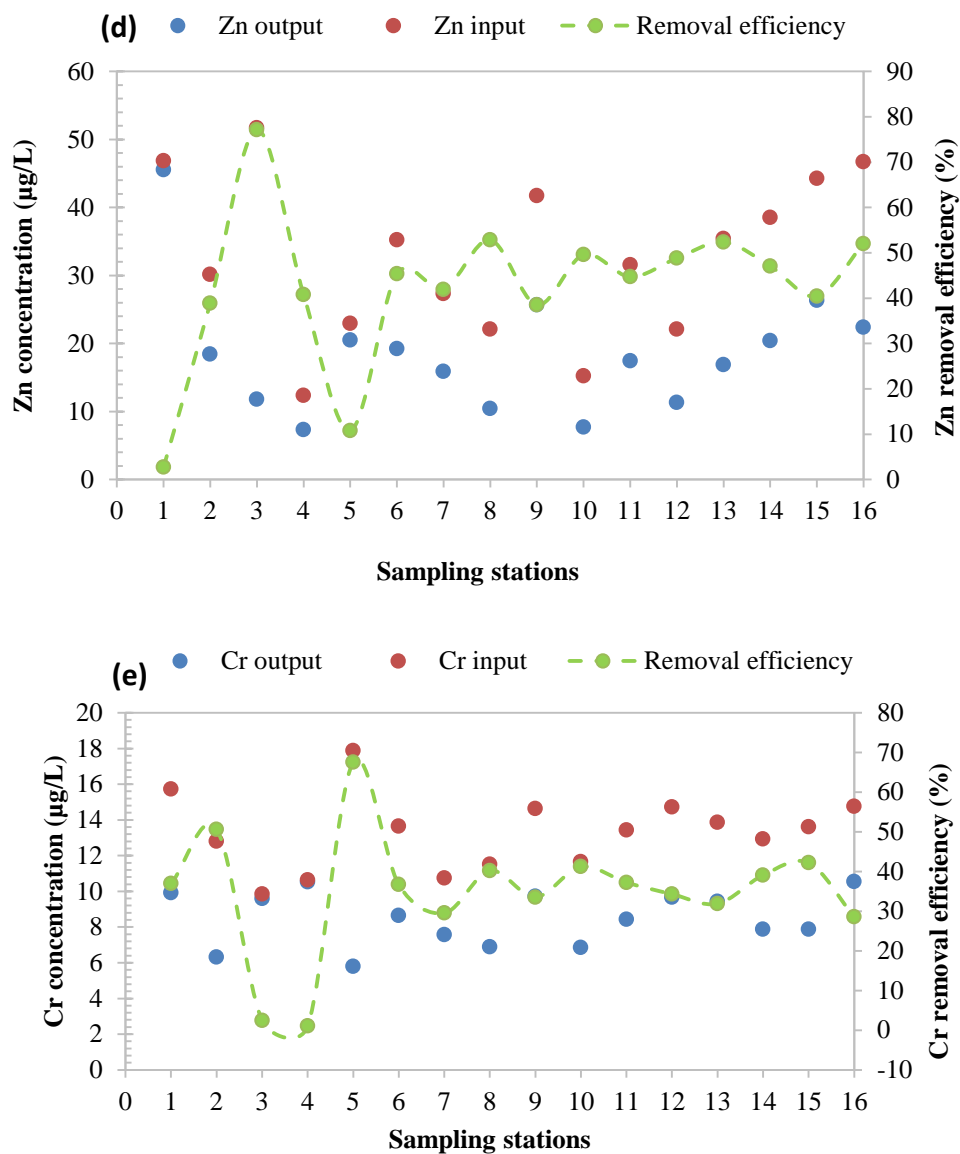 (d) Zn output Zn input Removal efficiency
60 90
50 80
40 70
30 60
20 50
10 40
0 30
20
10
0
Zn concentration (µg/L)
Zn removal efficiency (%)
0 1 2 3 4 5 6 7 8 9 10 11 12 13 14 15 16
Sampling stations
(e) Cr output Cr input Removal efficiency
20 80
18 70
16 60
14 50
12 40
10 30
8 20
6 10
4 0
2 -10
0
Cr concentration (µg/L)
Cr removal efficiency (%)
0 1 2 3 4 5 6 7 8 9 10 11 12 13 14 15 16
Sampling stations